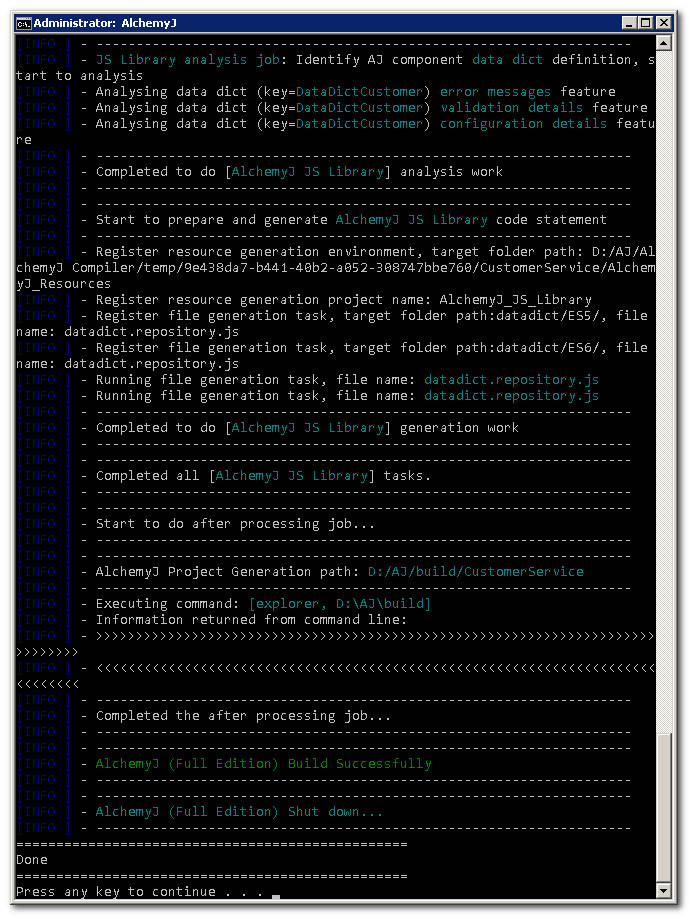 Administrator: AlchemyJ
[INFO ] - -------------------------------------------------------------------
[INFO ] - JS Library analysis job: Identify AJ component data dict definition, s
tart to analysis
[INFO ] - Analysing data dict (key=DataDictCustomer) error messages feature
[INFO ] - Analysing data dict (key=DataDictCustomer) validation details feature
[INFO ] - Analysing data dict (key=DataDictCustomer) configuration details featu
re
[INFO ] - -------------------------------------------------------------------
[INFO ] - Completed to do [AlchemyJ JS Library] analysis work
[INFO ] - -------------------------------------------------------------------
[INFO ] - -------------------------------------------------------------------
[INFO ] - Start to prepare and generate AlchemyJ JS Library code statement
[INFO ] - -------------------------------------------------------------------
[INFO ] - Register resource generation environment, target folder path: D:/AJ/Al
chemyJ Compiler/temp/9e438da7-b441-40b2-a052-308747bbe760/CustomerService/Alchem
yJ_Resources
[INFO ] - Register resource generation project name: AlchemyJ_JS_Library
[INFO ] - Register file generation task, target folder path:datadict/ES5/, file
name: datadict.repository.js
[INFO ] - Register file generation task, target folder path:datadict/ES6/, file
name: datadict.repository.js
[INFO ] - Running file generation task, file name: datadict.repository.js
[INFO ] - Running file generation task, file name: datadict.repository.js
[INFO ] - -------------------------------------------------------------------
[INFO ] - Completed to do [AlchemyJ JS Library] generation work
[INFO ] - -------------------------------------------------------------------
[INFO ] - -------------------------------------------------------------------
[INFO ] - Completed all [AlchemyJ JS Library] tasks.
[INFO ] - -------------------------------------------------------------------
[INFO ] - -------------------------------------------------------------------
[INFO ] - Start to do after processing job...
[INFO ] - -------------------------------------------------------------------
[INFO ] - -------------------------------------------------------------------
[INFO ] - AlchemyJ Project Generation path: D:/AJ/build/CustomerService
[INFO ] - -------------------------------------------------------------------
[INFO ] - Executing command: [explorer, D:\AJ\build]
[INFO ] - Information returned from command line:
[INFO ] - >>>>>>>>>>>>>>>>>>>>>>>>>>>>>>>>>>>>>>>>>>>>>>>>>>>>>>>>>>>>>>>>>>>>>>
>>>>>>>>
[INFO ] - <<<<<<<<<<<<<<<<<<<<<<<<<<<<<<<<<<<<<<<<<<<<<<<<<<<<<<<<<<<<<<<<<<<<<<
<<<<<<<<
[INFO ] - -------------------------------------------------------------------
[INFO ] - Completed the after processing job...
[INFO ] - -------------------------------------------------------------------
[INFO ] - -------------------------------------------------------------------
[INFO ] - AlchemyJ (Full Edition) Build Successfully
[INFO ] - -------------------------------------------------------------------
[INFO ] - -------------------------------------------------------------------
[INFO ] - AlchemyJ (Full Edition) Shut down...
[INFO ] - -------------------------------------------------------------------
=================================================
Done
=================================================
Press any key to continue . . . _